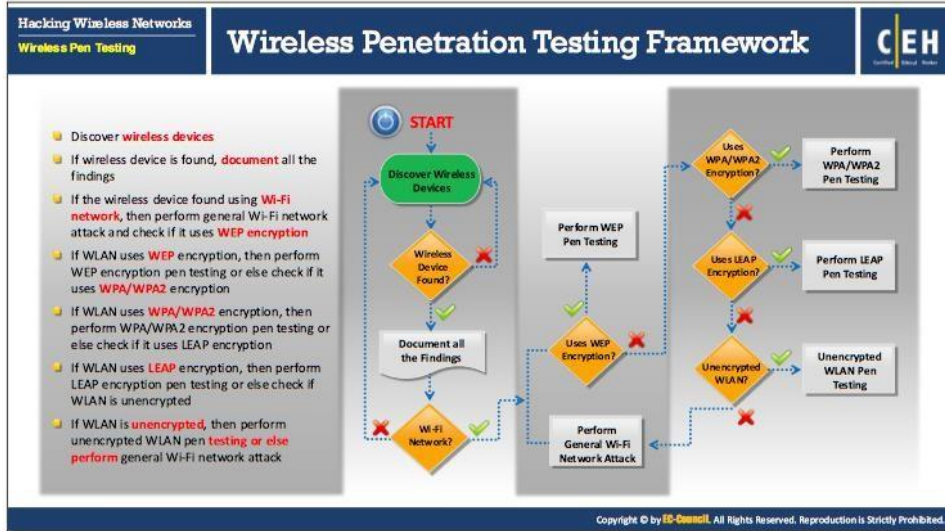 Hacking Wireless Networks
Wireless Pen Testing
Wireless Penetration Testing Framework
CEH
Certified Ethical Hacker
Discover wireless devices
If wireless device is found, document all the
findings
If the wireless device found using Wi-Fi
network, then perform general Wi-Fi network
attack and check if it uses WEP encryption
If WLAN uses WEP encryption, then perform
WEP encryption pen testing or else check if it
uses WPA/WPA2 encryption
If WLAN uses WPA/WPA2 encryption, then
perform WPA/WPA2 encryption pen testing or
else check if it uses LEAP encryption
If WLAN uses LEAP encryption, then perform
LEAP encryption pen testing or else check if
WLAN is unencrypted
If WLAN is unencrypted, then perform
unencrypted WLAN pen testing or else
perform general Wi-Fi network attack
START
Discover Wireless
Devices
Wireless
Device
Found?
Document all
the Findings
Wi-Fi
Network?
Perform WEP
Pen Testing
Uses WEP
Encryption?
Perform
General Wi-Fi
Network Attack
Uses
WPA/WPA2
Encryption?
Perform
WPA/WPA2
Pen Testing
Uses LEAP
Encryption?
Perform LEAP
Pen Testing
Unencrypted
WLAN?
Unencrypted
WLAN Pen
Testing
Copyright © by EC-Council. All Rights Reserved. Reproduction is Strictly Prohibited.